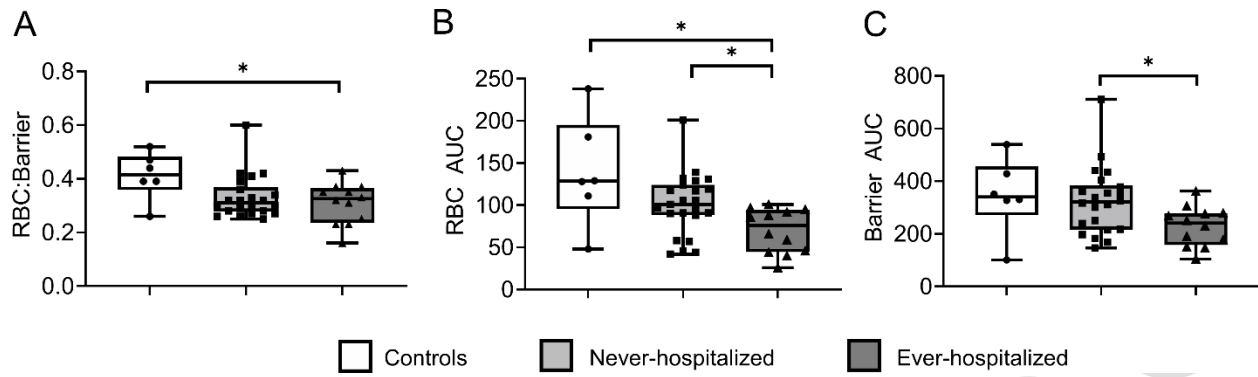 A
RBC:Barrier
0.8
0.6
0.4
0.2
0.0
*
B
RBC AUC
250
200
150
100
50
0
*
*
C
Barrier AUC
800
600
400
200
0
*
Controls
Never-hospitalized
Ever-hospitalized